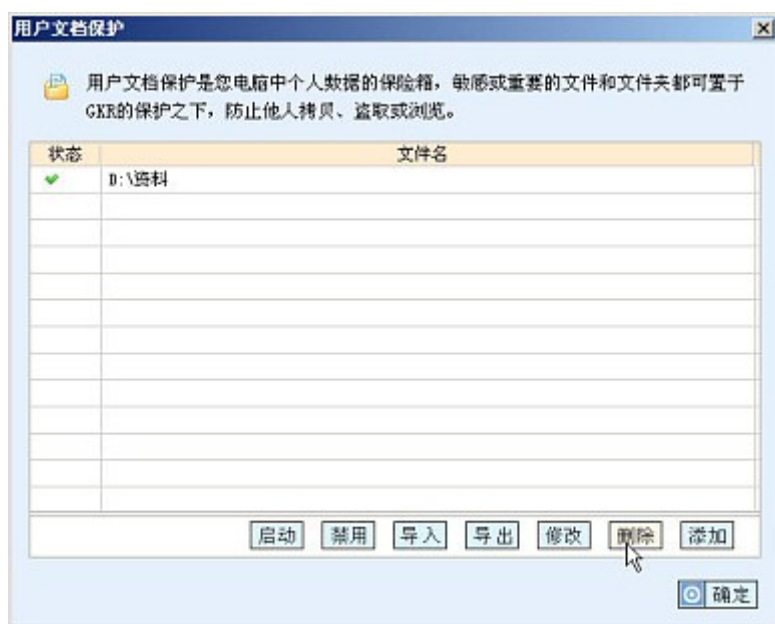 用户文档保护
用户文档保护是您电脑中个人数据的保险箱，敏感或重要的文件和文件夹都可置于
GKR的保护之下，防止他人拷贝、盗取或浏览。
状态 文件名
D:\资料
启动 禁用 导入 导出 修改 删除 添加
确定